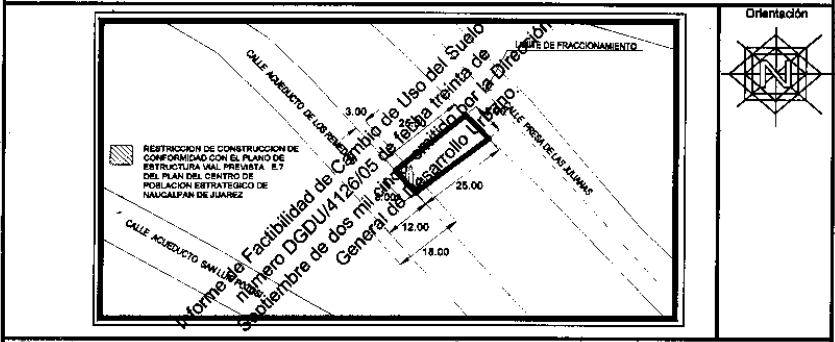 Orientación
N
LIMITE DE FRACCIONAMIENTO
CALLE ACUEDUCTO DE LOS REMEDIOS
3.00
CALLE PRESA DE LAS JULIANAS
RESTRICCION DE CONSTRUCCION DE
CONFORMIDAD CON EL PLANO DE
ESTRUCTURA VIAL PREVISTA E.7
DEL PLAN DEL CENTRO DE
POBLACION ESTRATEGICO DE
NAUCALPAN DE JUAREZ
25.00
12.00
18.00
CALLE ACUEDUCTO SAN LUIS POTOSI
Informe de Factibilidad de Cambio de Uso del Suelo
numero DGDU/4126/05 de fecha treinta de
Septiembre de dos mil cinco emitido por la Dirección
General de Desarrollo Urbano.